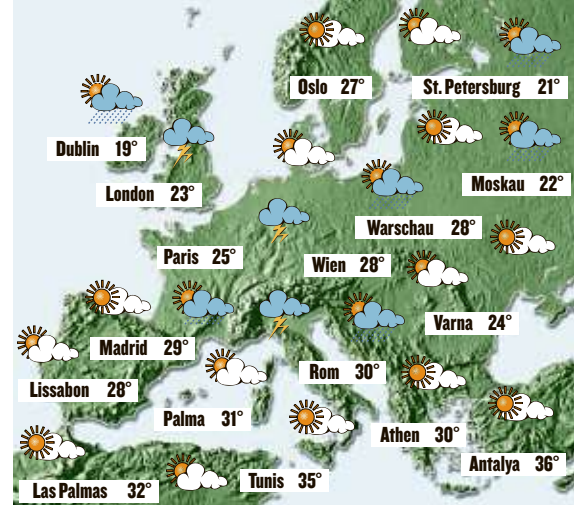 Oslo 27°
St. Petersburg 21°
Dublin 19°
London 23°
Moskau 22°
Warschau 28°
Paris 25°
Wien 28°
Varna 24°
Madrid 29°
Rom 30°
Lissabon 28°
Palma 31°
Athen 30°
Antalya 36°
Tunis 35°
Las Palmas 32°